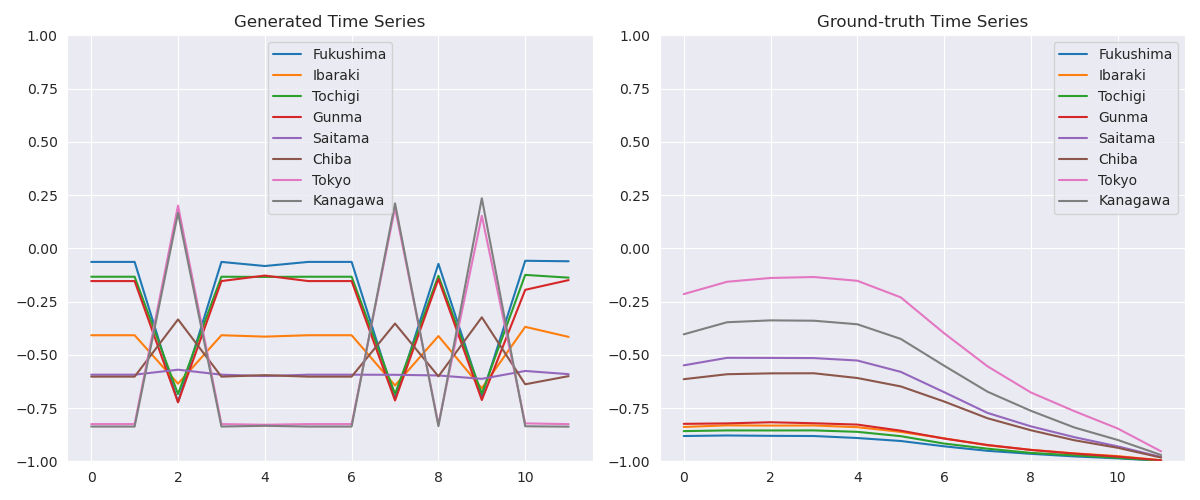 Generated Time Series
1.00
0.75
0.50
0.25
0.00
−0.25
−0.50
−0.75
−1.00
0 2 4 6 8 10
Fukushima
Ibaraki
Tochigi
Gunma
Saitama
Chiba
Tokyo
Kanagawa
Ground-truth Time Series
1.00
0.75
0.50
0.25
0.00
−0.25
−0.50
−0.75
−1.00
0 2 4 6 8 10
Fukushima
Ibaraki
Tochigi
Gunma
Saitama
Chiba
Tokyo
Kanagawa